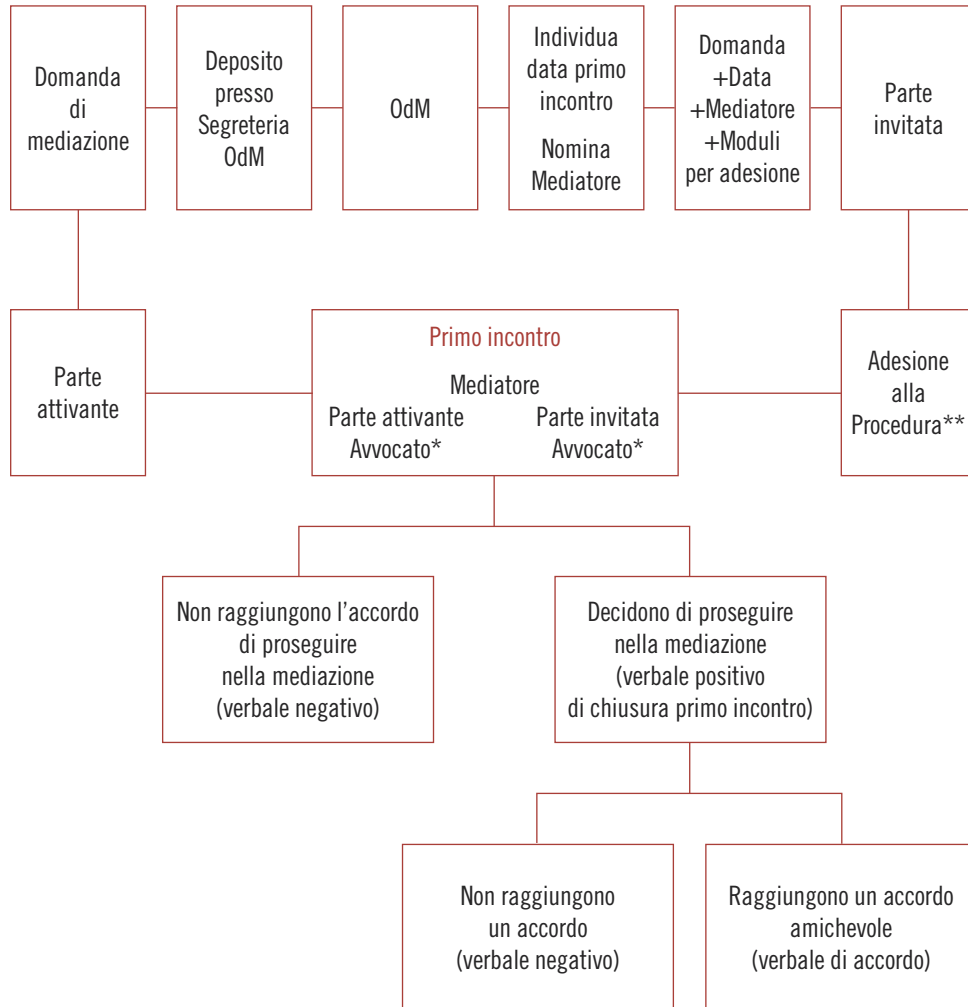 Domanda
di
mediazione
Deposito
presso
Segreteria
OdM
OdM
Individua
data primo
incontro
Nomina
Mediatore
Domanda
+Data
+Mediatore
+Moduli
per adesione
Parte
invitata
Parte
attivante
Primo incontro
Mediatore
Parte attivante
Avvocato*
Parte invitata
Avvocato*
Adesione
alla
Procedura**
Non raggiungono l’accordo
di proseguire
nella mediazione
(verbale negativo)
Decidono di proseguire
nella mediazione
(verbale positivo
di chiusura primo incontro)
Non raggiungono
un accordo
(verbale negativo)
Raggiungono un accordo
amichevole
(verbale di accordo)